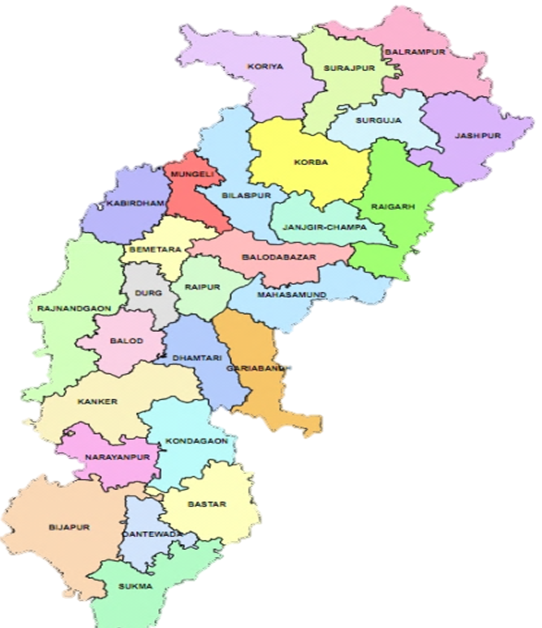 BALRAMPUR
KORIYA
SURAJPUR
SURGUJA
JASHPUR
KORBA
MUNGELI
BILASPUR
KABIRDHAM
RAIGARH
JANJGIR-CHAMPA
BEMETARA
BALODABAZAR
RAIPUR
DURG
MAHASAMUND
RAJNANDGAON
BALOD
DHAMTARI
GARIABANDH
KANKER
KONDAGAON
NARAYANPUR
BASTAR
BIJAPUR
DANTEWADA
SUKMA